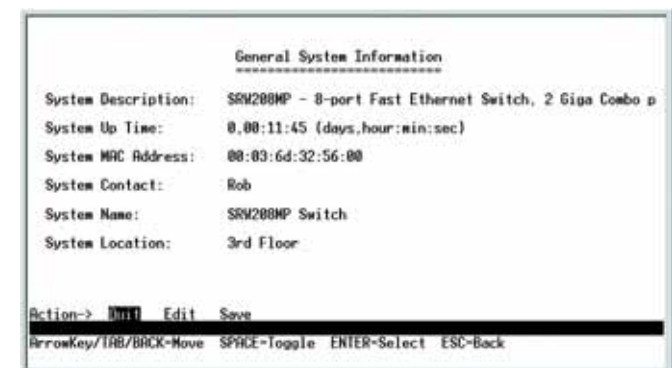 General System Information
===========================
System Description: SRW208MP - 8-port Fast Ethernet Switch, 2 Giga Combo p
System Up Time: 0,00:11:45 (days,hour:min:sec)
System MAC Address: 00:03:6d:32:56:00
System Contact: Rob
System Name: SRW208MP Switch
System Location: 3rd Floor
Action-> Quit Edit Save
ArrowKey/TAB/BACK=Move SPACE=Toggle ENTER=Select ESC=Back